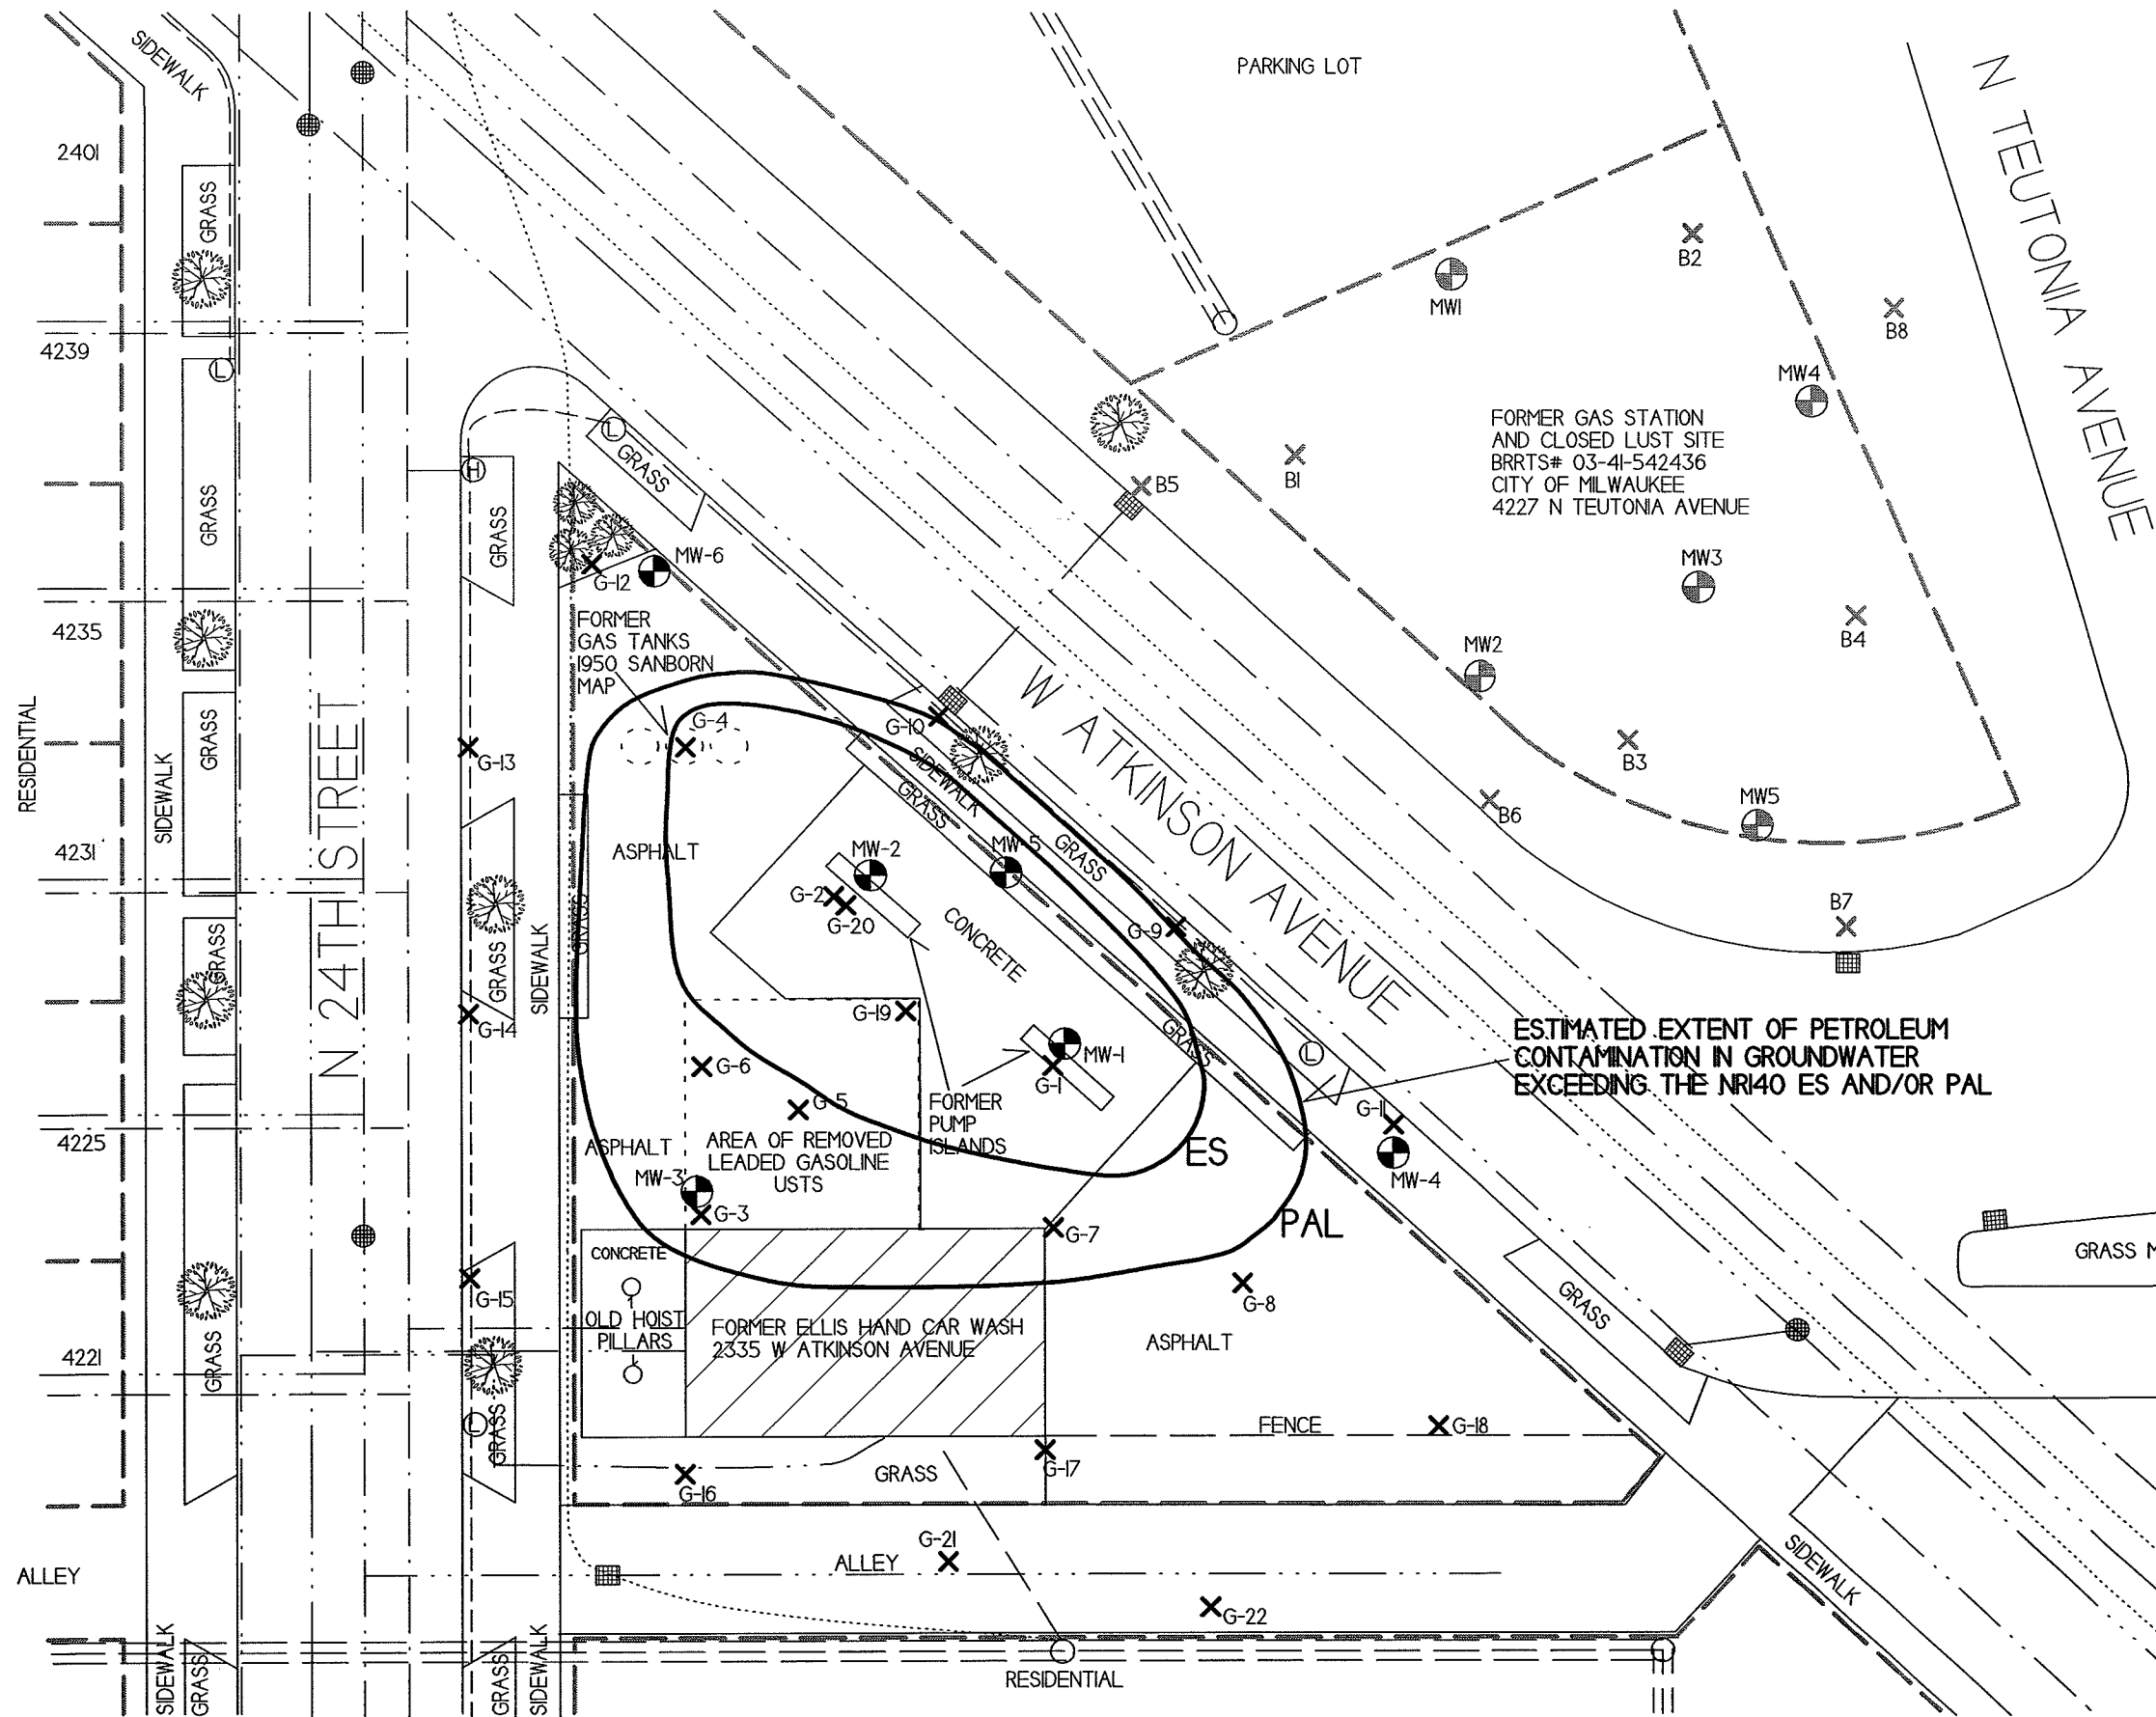 SIDEWALK
PARKING LOT
N TEUTONIA AVENUE
2401
GRASS
B2
MW1
B8
4239
L
MW4
FORMER GAS STATION
AND CLOSED LUST SITE
BRRTS# 03-41-542436
CITY OF MILWAUKEE
4227 N TEUTONIA AVENUE
L
GRASS
H
B1
B5
GRASS
GRASS
MW-6
G-12
MW3
B4
4235
FORMER
GAS TANKS
1950 SANBORN
MAP
MW2
W ATKINSON AVENUE
RESIDENTIAL
SIDEWALK
GRASS
N 24TH STREET
G-13
G-4
G-10
SIDEWALK
GRASS
B3
B6
MW5
4231
ASPHALT
MW-2
MW-5
GRASS
G-2
G-20
CONCRETE
G-9
B7
GRASS
GRASS
SIDEWALK
GRASS
G-14
G-19
GRASS
L
ESTIMATED EXTENT OF PETROLEUM
CONTAMINATION IN GROUNDWATER
EXCEEDING THE NR140 ES AND/OR PAL
G-6
MW-1
G-1
G-5
FORMER
PUMP
ISLANDS
G-11
4225
ASPHALT
AREA OF REMOVED
LEADED GASOLINE
USTS
ES
MW-3
MW-4
G-3
PAL
G-7
CONCRETE
GRASS M
G-15
G-8
GRASS
OLD HOIST
PILLARS
FORMER ELLIS HAND CAR WASH
2335 W ATKINSON AVENUE
ASPHALT
4221
GRASS
L
GRASS
FENCE
G-18
G-16
GRASS
G-17
G-21
ALLEY
ALLEY
SIDEWALK
G-22
SIDEWALK
GRASS
GRASS
SIDEWALK
RESIDENTIAL